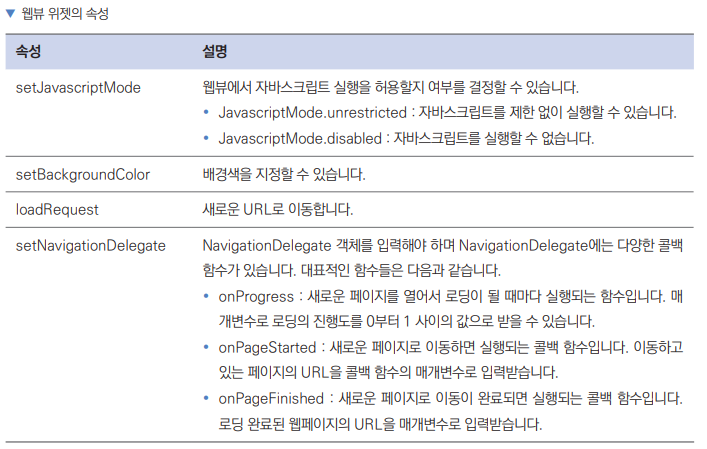 ▼ 웹뷰 위젯의 속성
속성 설명
setJavascriptMode 웹뷰에서 자바스크립트 실행을 허용할지 여부를 결정할 수 있습니다.
• JavascriptMode.unrestricted : 자바스크립트를 제한 없이 실행할 수 있습니다.
• JavascriptMode.disabled : 자바스크립트를 실행할 수 없습니다.
setBackgroundColor 배경색을 지정할 수 있습니다.
loadRequest 새로운 URL로 이동합니다.
setNavigationDelegate NavigationDelegate 객체를 입력해야 하며 NavigationDelegate에는 다양한 콜백
함수가 있습니다. 대표적인 함수들은 다음과 같습니다.
• onProgress : 새로운 페이지를 열어서 로딩이 될 때마다 실행되는 함수입니다. 매
개변수로 로딩의 진행도를 0부터 1 사이의 값으로 받을 수 있습니다.
• onPageStarted : 새로운 페이지로 이동하면 실행되는 콜백 함수입니다. 이동하고
있는 페이지의 URL을 콜백 함수의 매개변수로 입력받습니다.
• onPageFinished : 새로운 페이지로 이동이 완료되면 실행되는 콜백 함수입니다.
로딩 완료된 웹페이지의 URL을 매개변수로 입력받습니다.